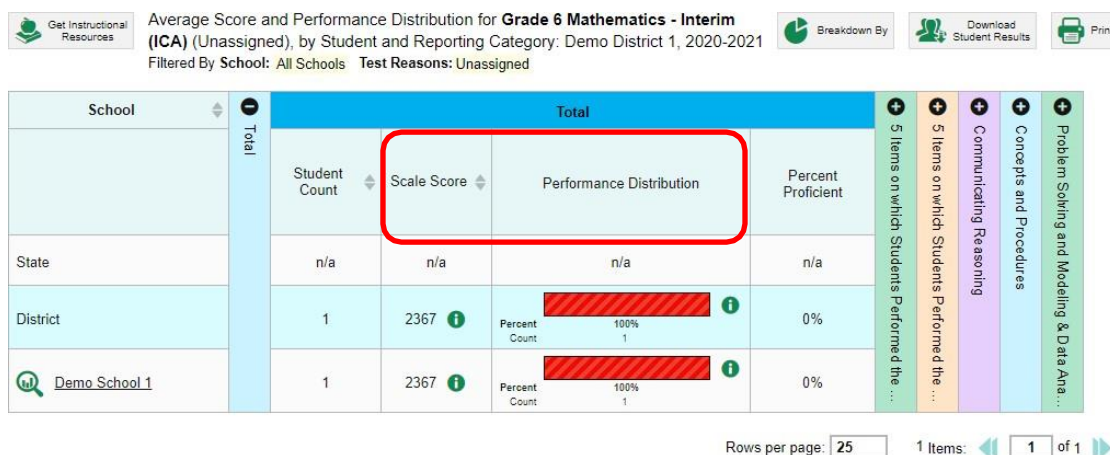 Get Instructional
Resources
Average Score and Performance Distribution for Grade 6 Mathematics - Interim
(ICA) (Unassigned), by Student and Reporting Category: Demo District 1, 2020-2021
Filtered By School: All Schools Test Reasons: Unassigned
Breakdown By
Download
Student Results
Prin
School
Total
Total
Student
Count
Scale Score
Performance Distribution
Percent
Proficient
5 Items on which Students Performed the ...
5 Items on which Students Performed the ...
Communicating Reasoning
Concepts and Procedures
Problem Solving and Modeling & Data Ana...
State n/a n/a n/a n/a
District 1 2367 Percent 100% 0%
Count 1
Demo School 1 1 2367 Percent 100% 0%
Count 1
Rows per page: 25 1 Items: 1 of 1